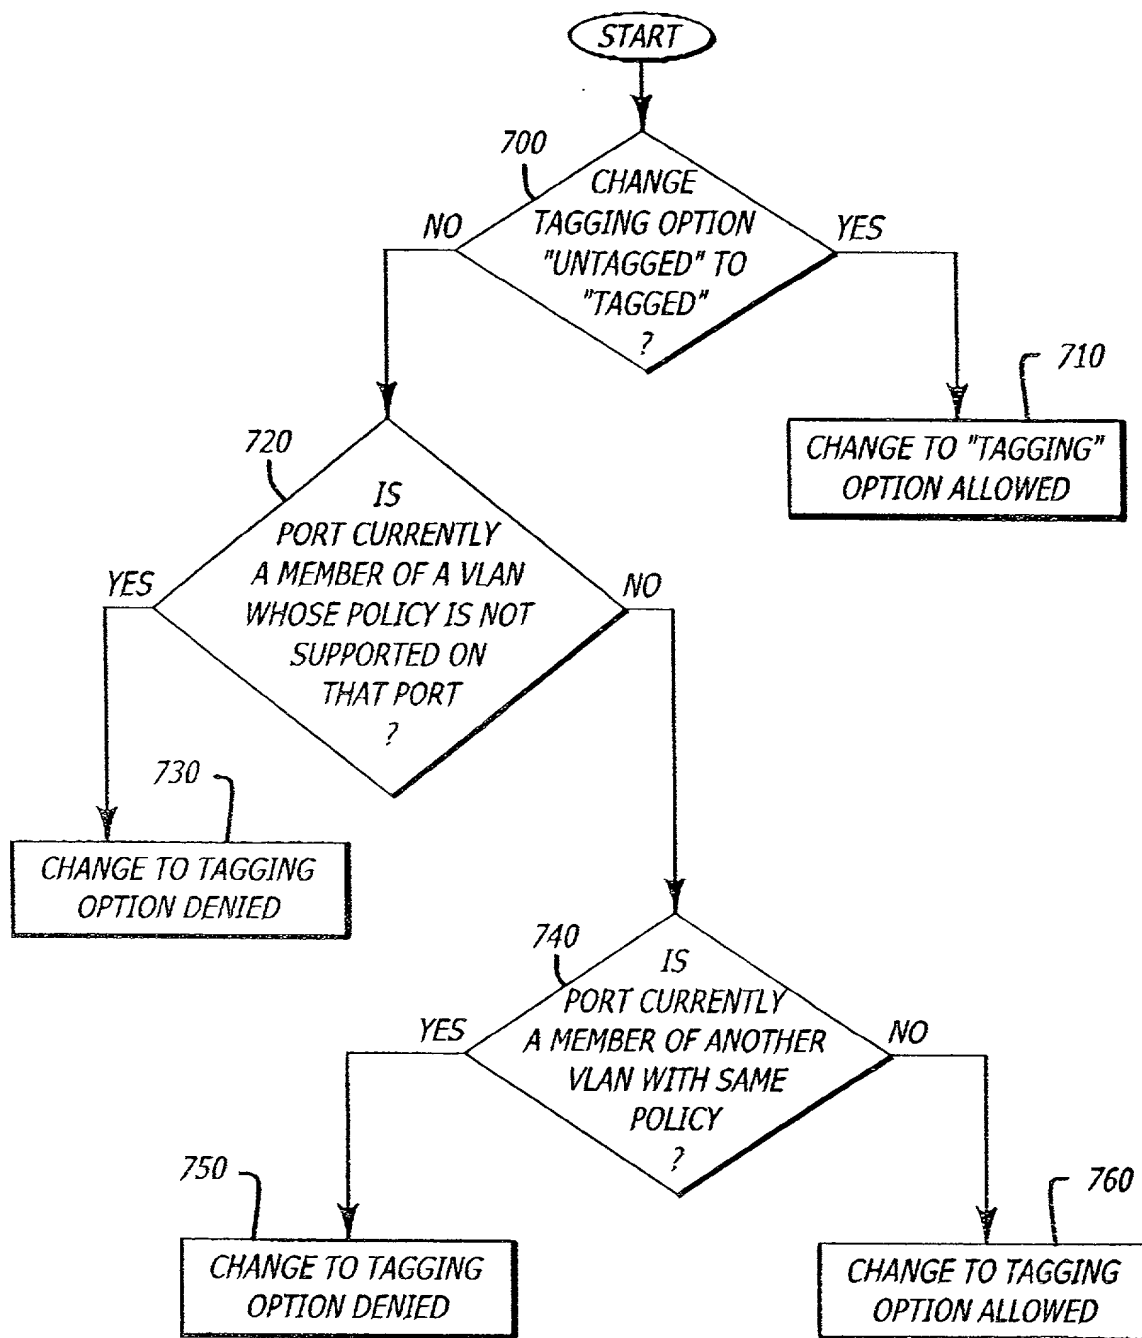 START
700
CHANGE
TAGGING OPTION
"UNTAGGED" TO
"TAGGED"
?
NO
YES
710
CHANGE TO "TAGGING"
OPTION ALLOWED
720
IS
PORT CURRENTLY
A MEMBER OF A VLAN
WHOSE POLICY IS NOT
SUPPORTED ON
THAT PORT
?
YES
NO
730
CHANGE TO TAGGING
OPTION DENIED
740
IS
PORT CURRENTLY
A MEMBER OF ANOTHER
VLAN WITH SAME
POLICY
?
YES
NO
750
CHANGE TO TAGGING
OPTION DENIED
760
CHANGE TO TAGGING
OPTION ALLOWED